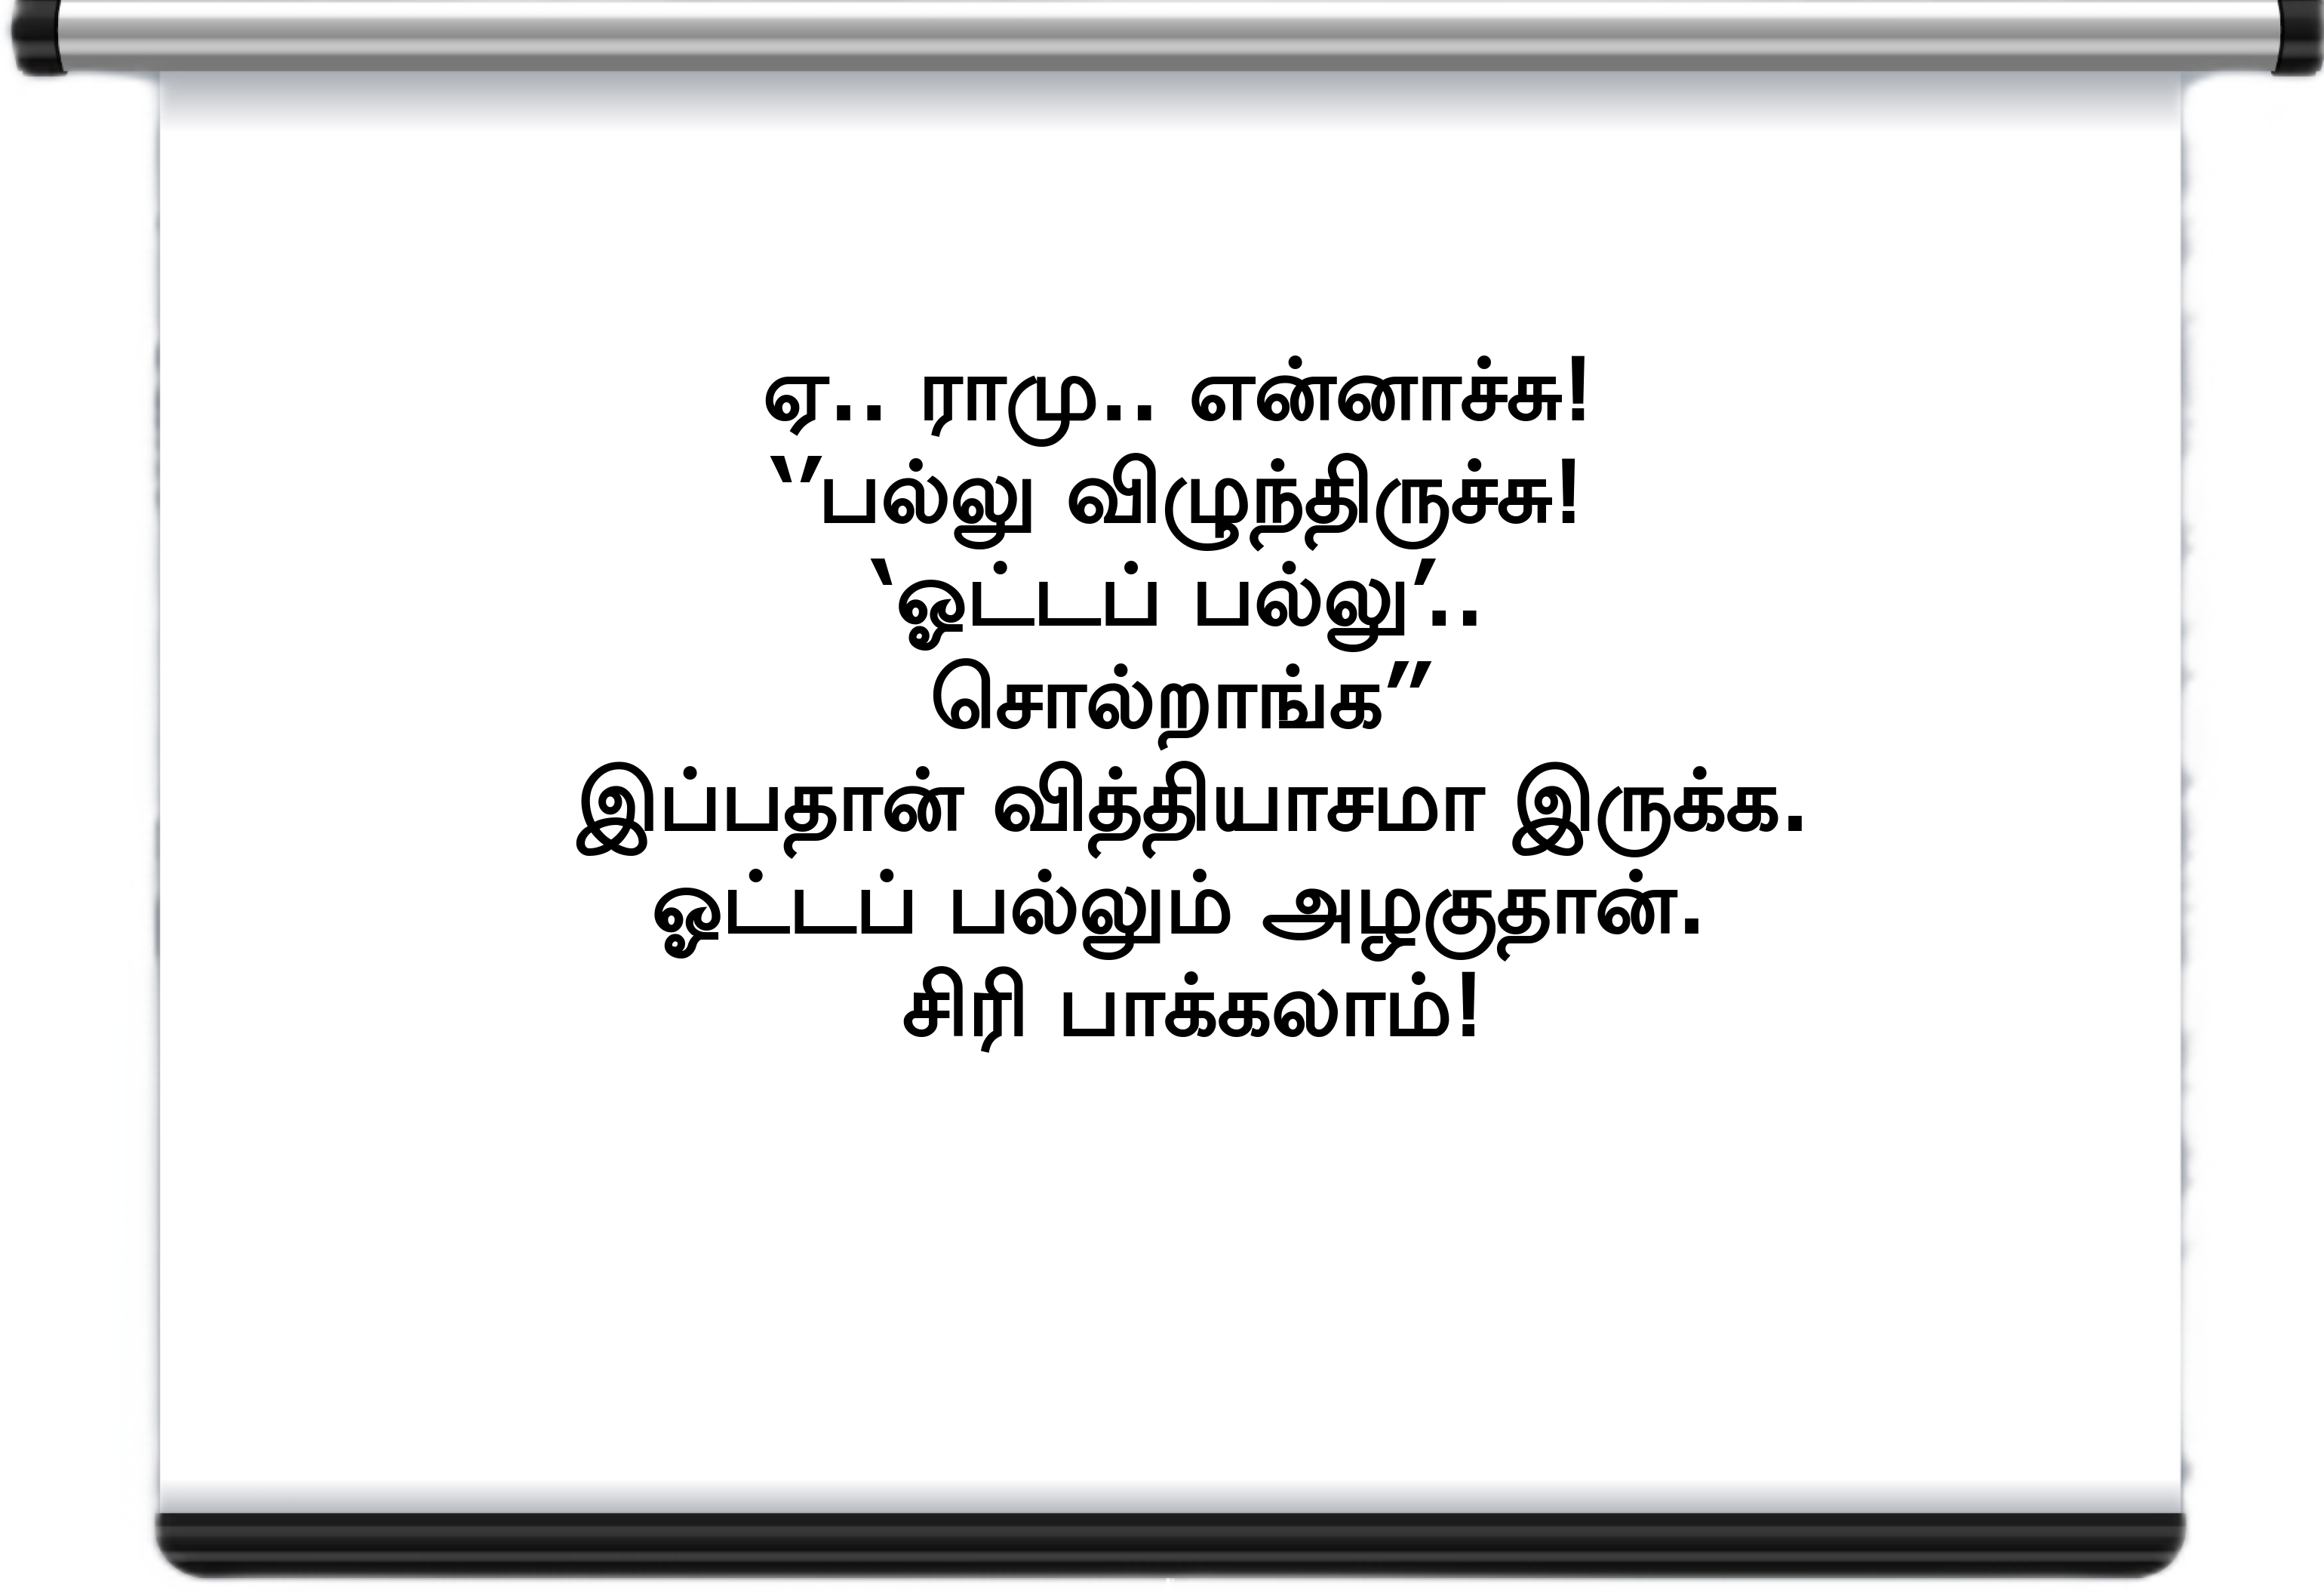 ஏ.. ராமு.. என்னாச்சு!
“பல்லு விழுந்திருச்சு!
‘ஓட்டப் பல்லு’..
சொல்றாங்க”
இப்பதான் வித்தியாசமா இருக்க.
ஓட்டப் பல்லும் அழகுதான்.
சிரி பாக்கலாம்!